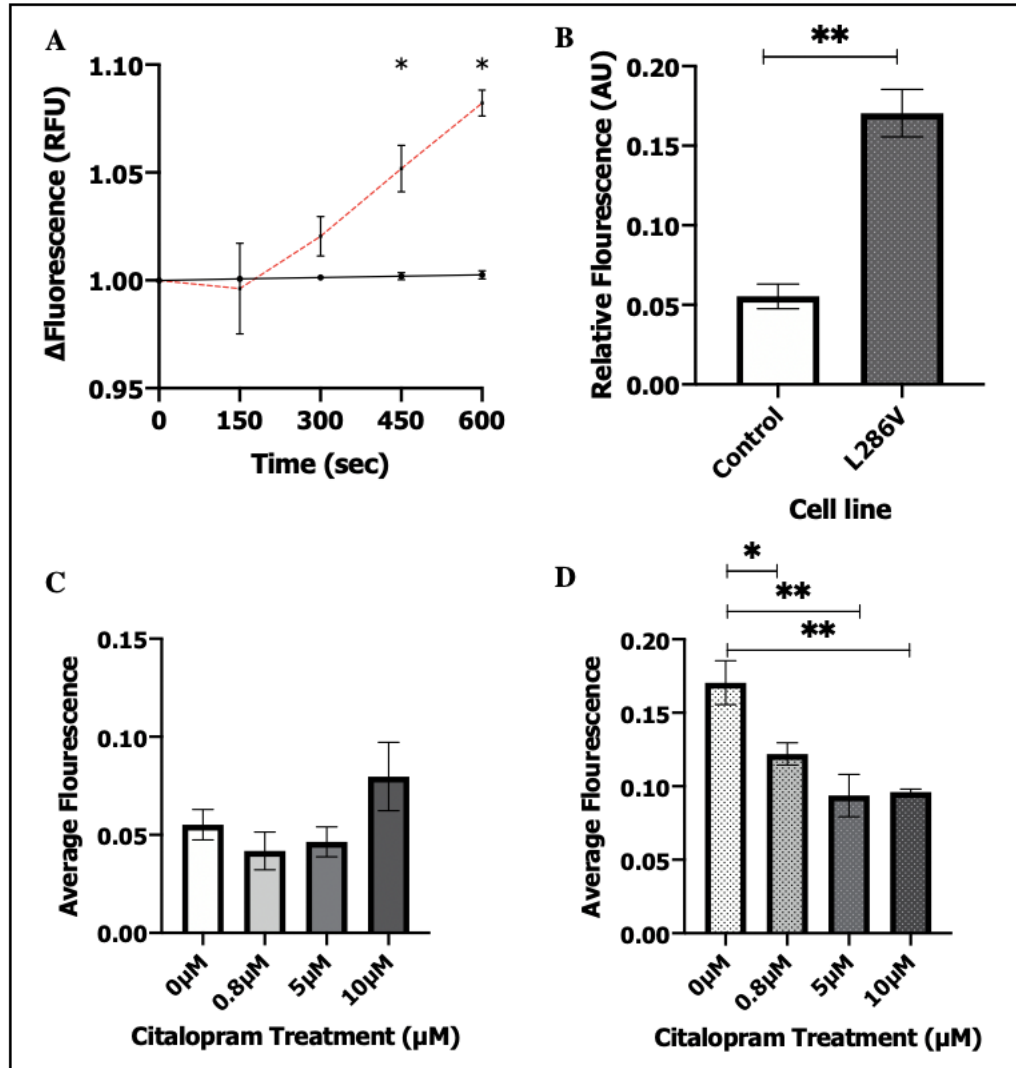 A
ΔFluorescence (RFU)
1.10
1.05
1.00
0.95
0
150
300
450
600
*
*
Time (sec)
B
Relative Flourescence (AU)
**
0.20
0.15
0.10
0.05
0.00
Control
L286V
Cell line
C
Average Flourescence
0.15
0.10
0.05
0.00
0µM
0.8µM
5µM
10µM
Citalopram Treatment (µM)
D
*
**
**
Average Flourescence
0.20
0.15
0.10
0.05
0.00
0µM
0.8µM
5µM
10µM
Citalopram Treatment (µM)